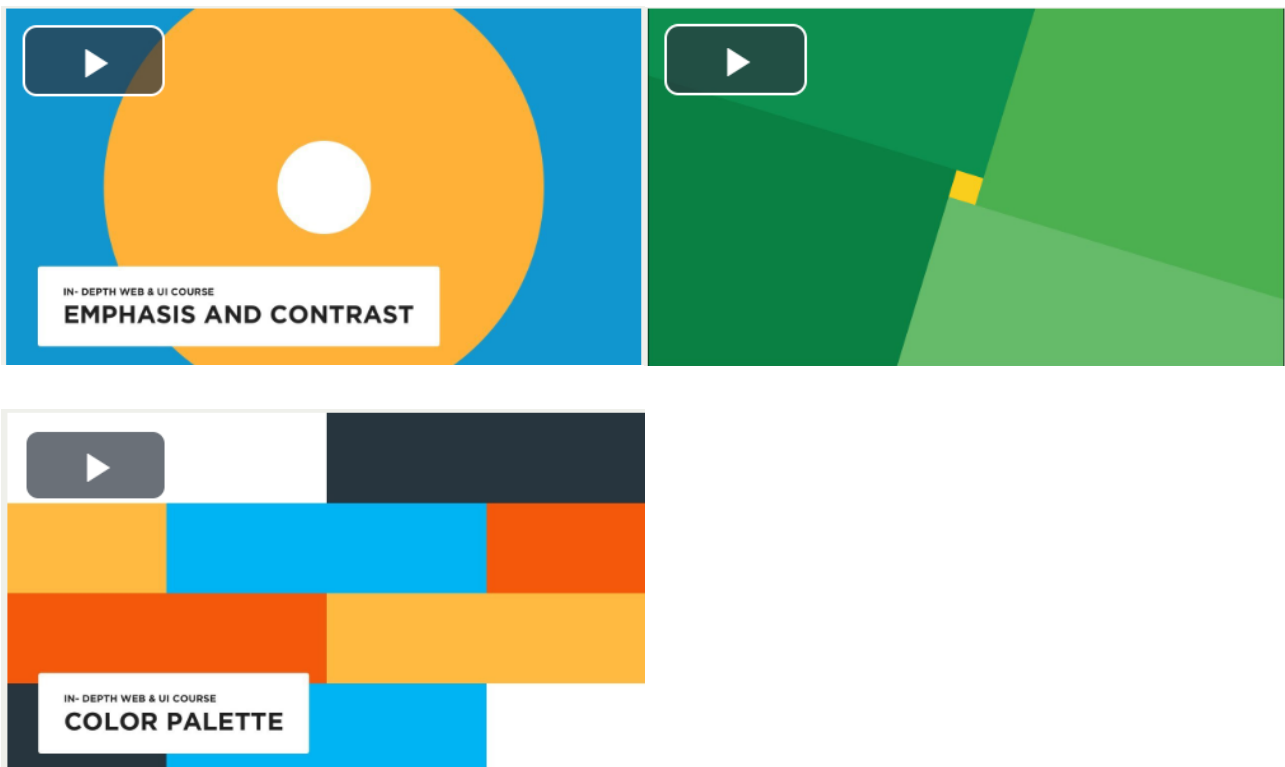 IN- DEPTH WEB & UI COURSE
EMPHASIS AND CONTRAST
IN- DEPTH WEB & UI COURSE
COLOR PALETTE